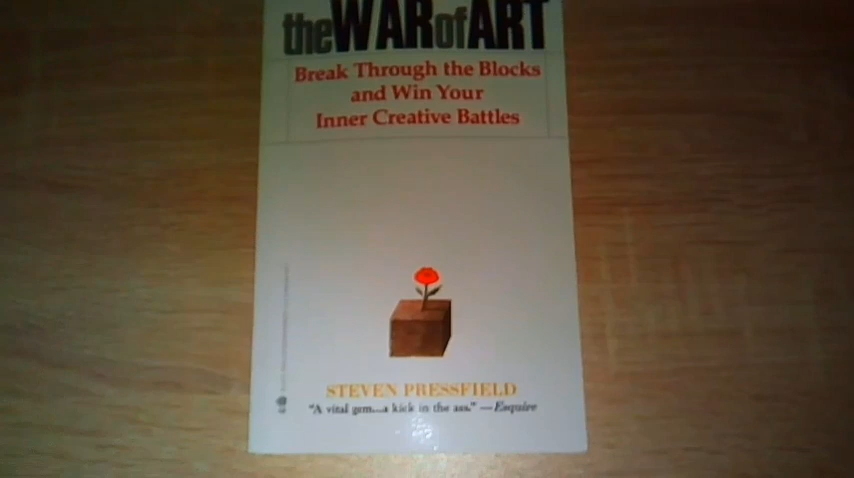 theWARofART
Break Through the Blocks
and Win Your
Inner Creative Battles
STEVEN PRESSFIELD
"A vital gem...a kick in the ass." —Esquire